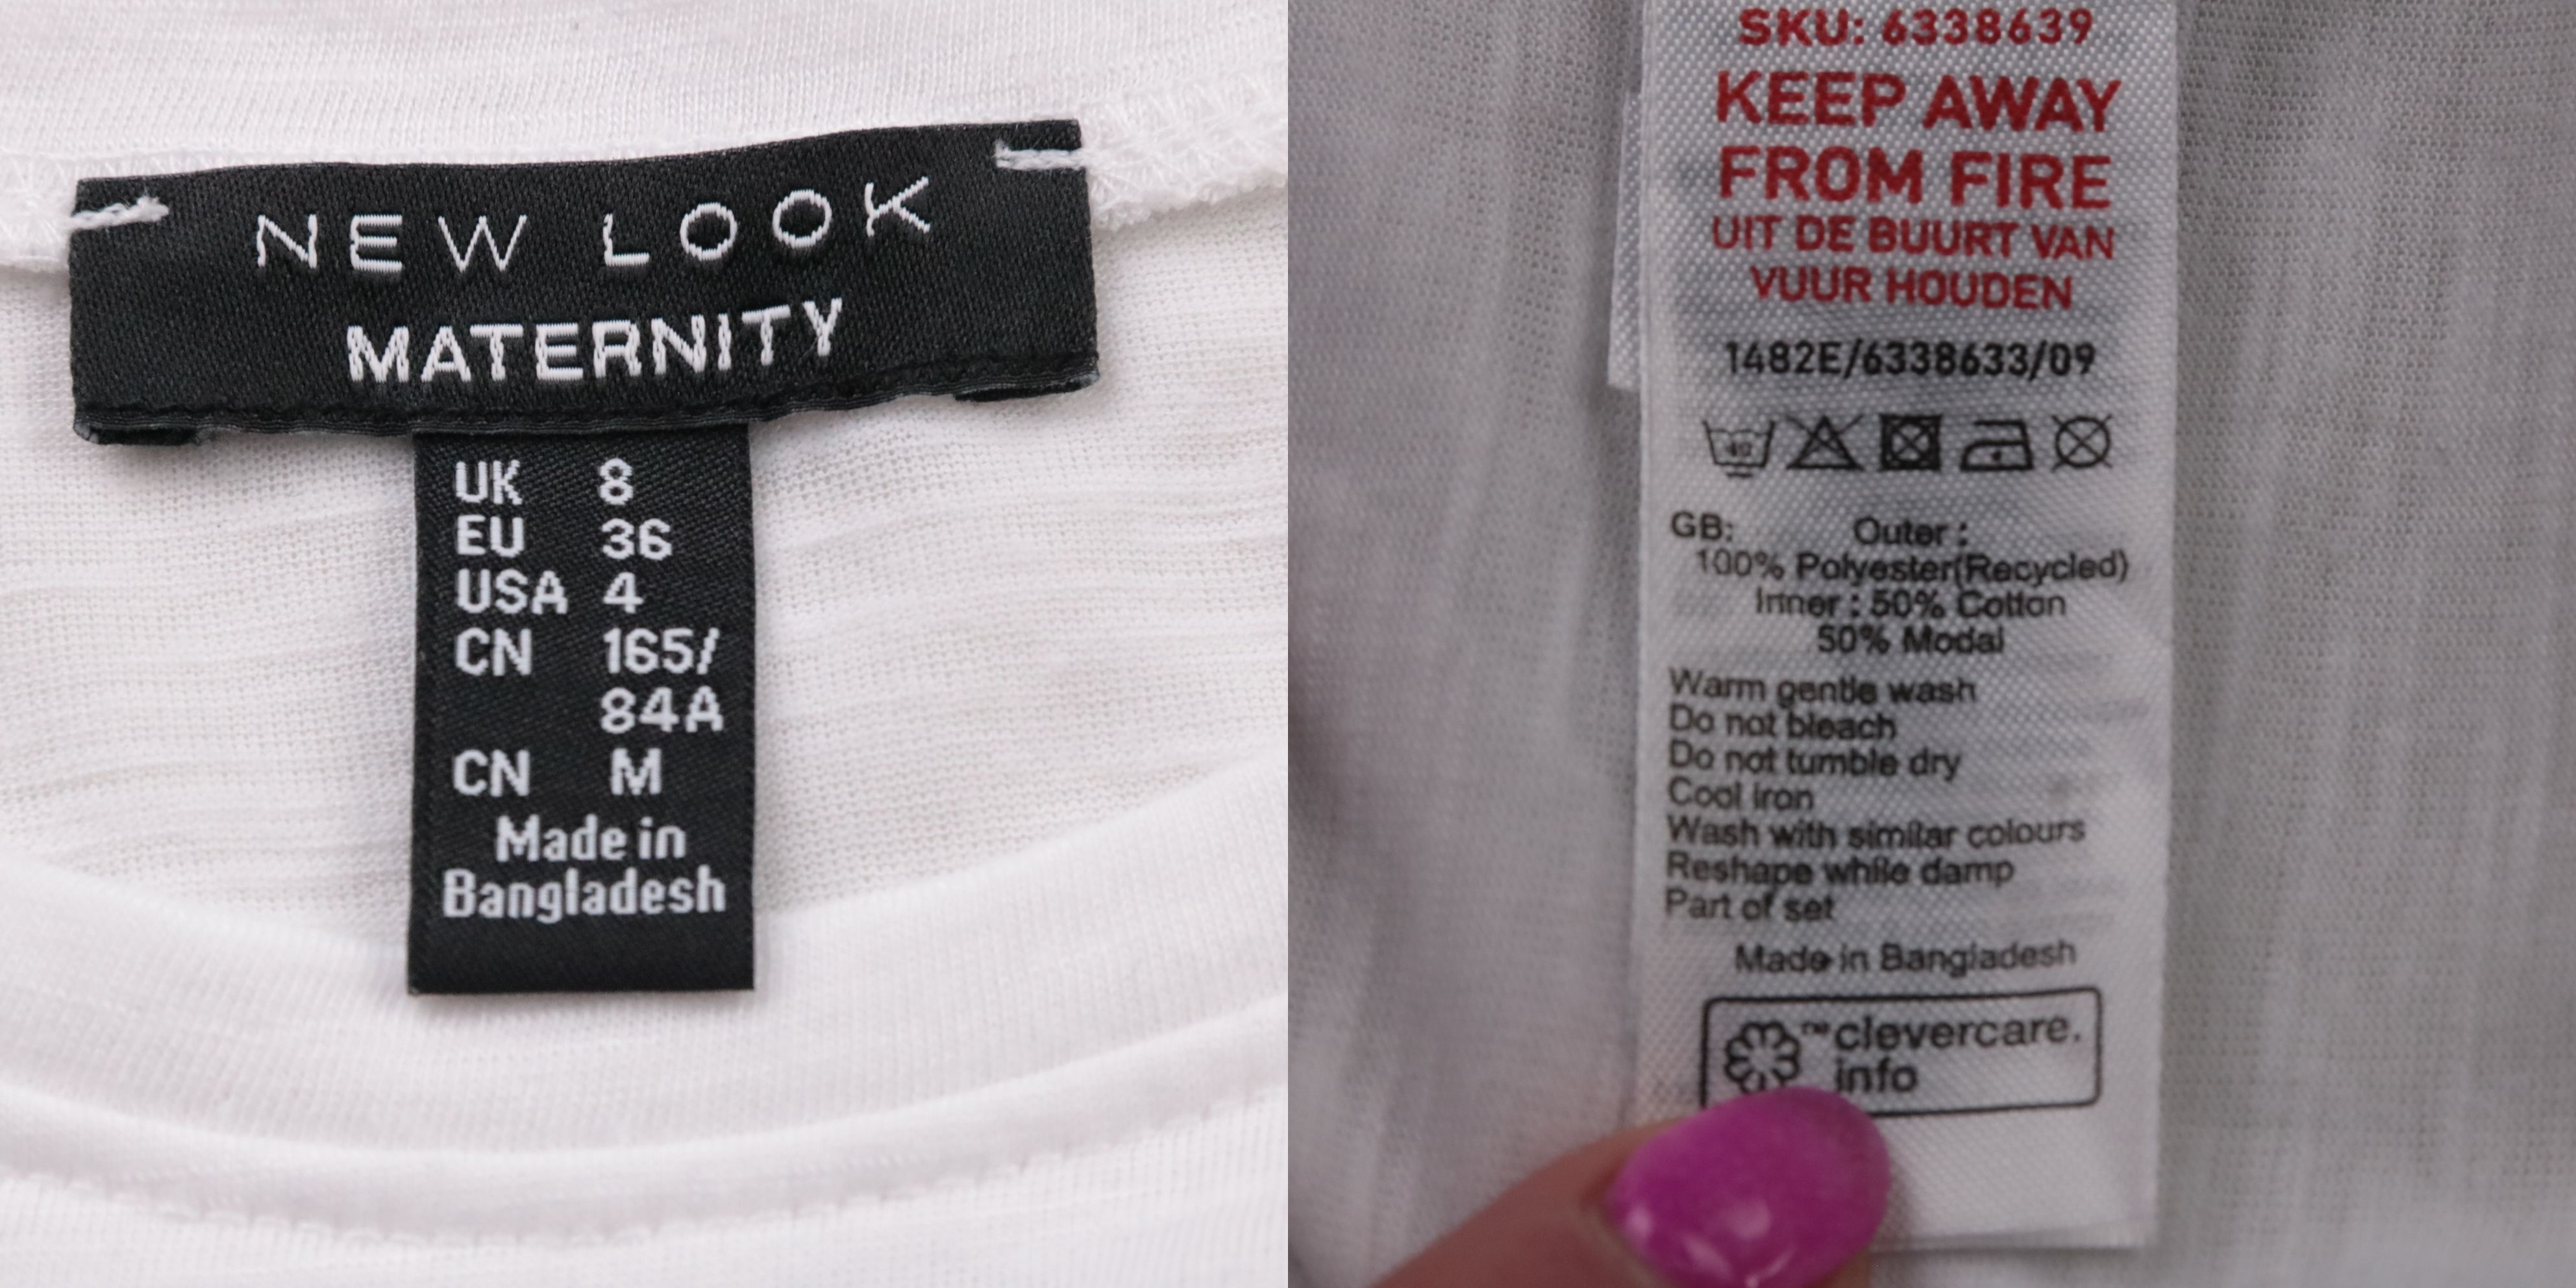 NEW LOOK
MATERNITY
UK 8
EU 36
USA 4
CN 165/
84A
CN M
Made in
Bangladesh
SKU: 6338639
KEEP AWAY
FROM FIRE
UIT DE BUURT VAN
VUUR HOUDEN
1482E/6338633/09
40
GB: Outer :
100% Polyester(Recycled)
Inner : 50% Cotton
50% Modal
Warm gentle wash
Do not bleach
Do not tumble dry
Cool iron
Wash with similar colours
Reshape while damp
Part of set
Made in Bangladesh
™clevercare.
info